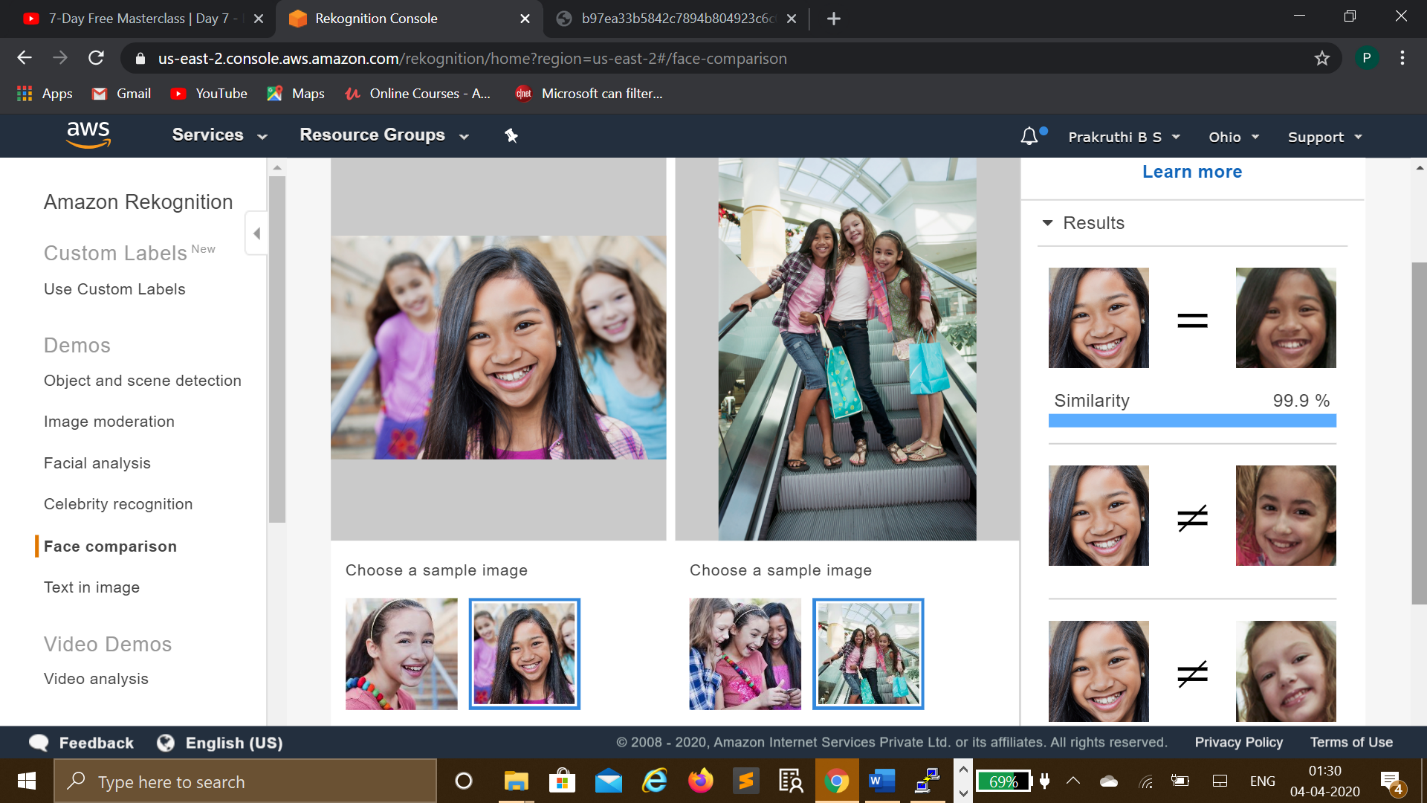 7-Day Free Masterclass | Day 7 -
Rekognition Console
b97ea33b5842c7894b804923c6c
us-east-2.console.aws.amazon.com/rekognition/home?region=us-east-2#/face-comparison
P
Apps
Gmail
YouTube
Maps
Online Courses - A...
c|net
Microsoft can filter...
aws
Services
Resource Groups
Prakruthi B S
Ohio
Support
Amazon Rekognition
Custom Labels New
Use Custom Labels
Demos
Object and scene detection
Image moderation
Facial analysis
Celebrity recognition
Face comparison
Text in image
Video Demos
Video analysis
Choose a sample image
Choose a sample image
Learn more
Results
=
Similarity 99.9 %
≠
≠
Feedback
English (US)
© 2008 - 2020, Amazon Internet Services Private Ltd. or its affiliates. All rights reserved.
Privacy Policy
Terms of Use
Type here to search
69%
ENG
01:30
04-04-2020
4